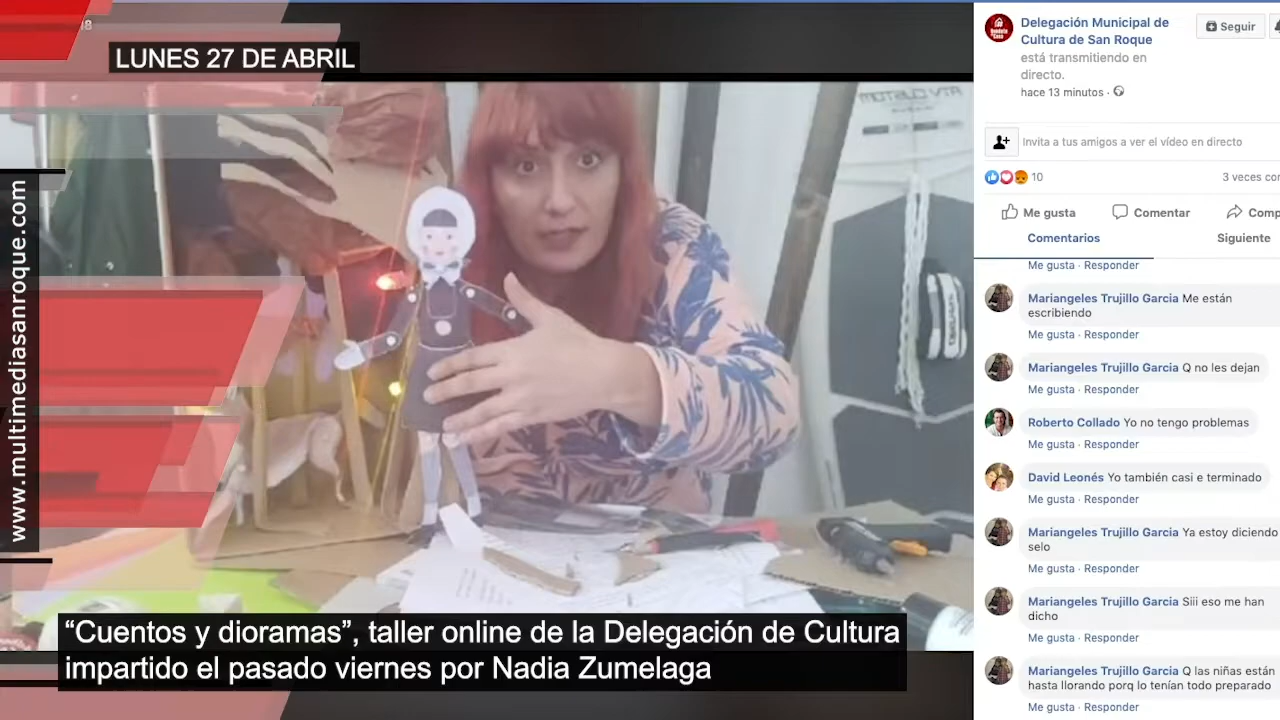 LUNES 27 DE ABRIL
www.multimediasanroque.com
“Cuentos y dioramas”, taller online de la Delegación de Cultura
impartido el pasado viernes por Nadia Zumelaga
Delegación Municipal de
Cultura de San Roque
está transmitiendo en
directo.
hace 13 minutos ·
Seguir
Invita a tus amigos a ver el vídeo en directo
10
3 veces con
Me gusta
Comentar
Comp
Comentarios
Siguiente
Me gusta · Responder
Mariangeles Trujillo Garcia Me están
escribiendo
Me gusta · Responder
Mariangeles Trujillo Garcia Q no les dejan
Me gusta · Responder
Roberto Collado Yo no tengo problemas
Me gusta · Responder
David Leonés Yo también casi e terminado
Me gusta · Responder
Mariangeles Trujillo Garcia Ya estoy diciendo
selo
Me gusta · Responder
Mariangeles Trujillo Garcia Siii eso me han
dicho
Me gusta · Responder
Mariangeles Trujillo Garcia Q las niñas están
hasta llorando porq lo tenían todo preparado
Me gusta · Responder